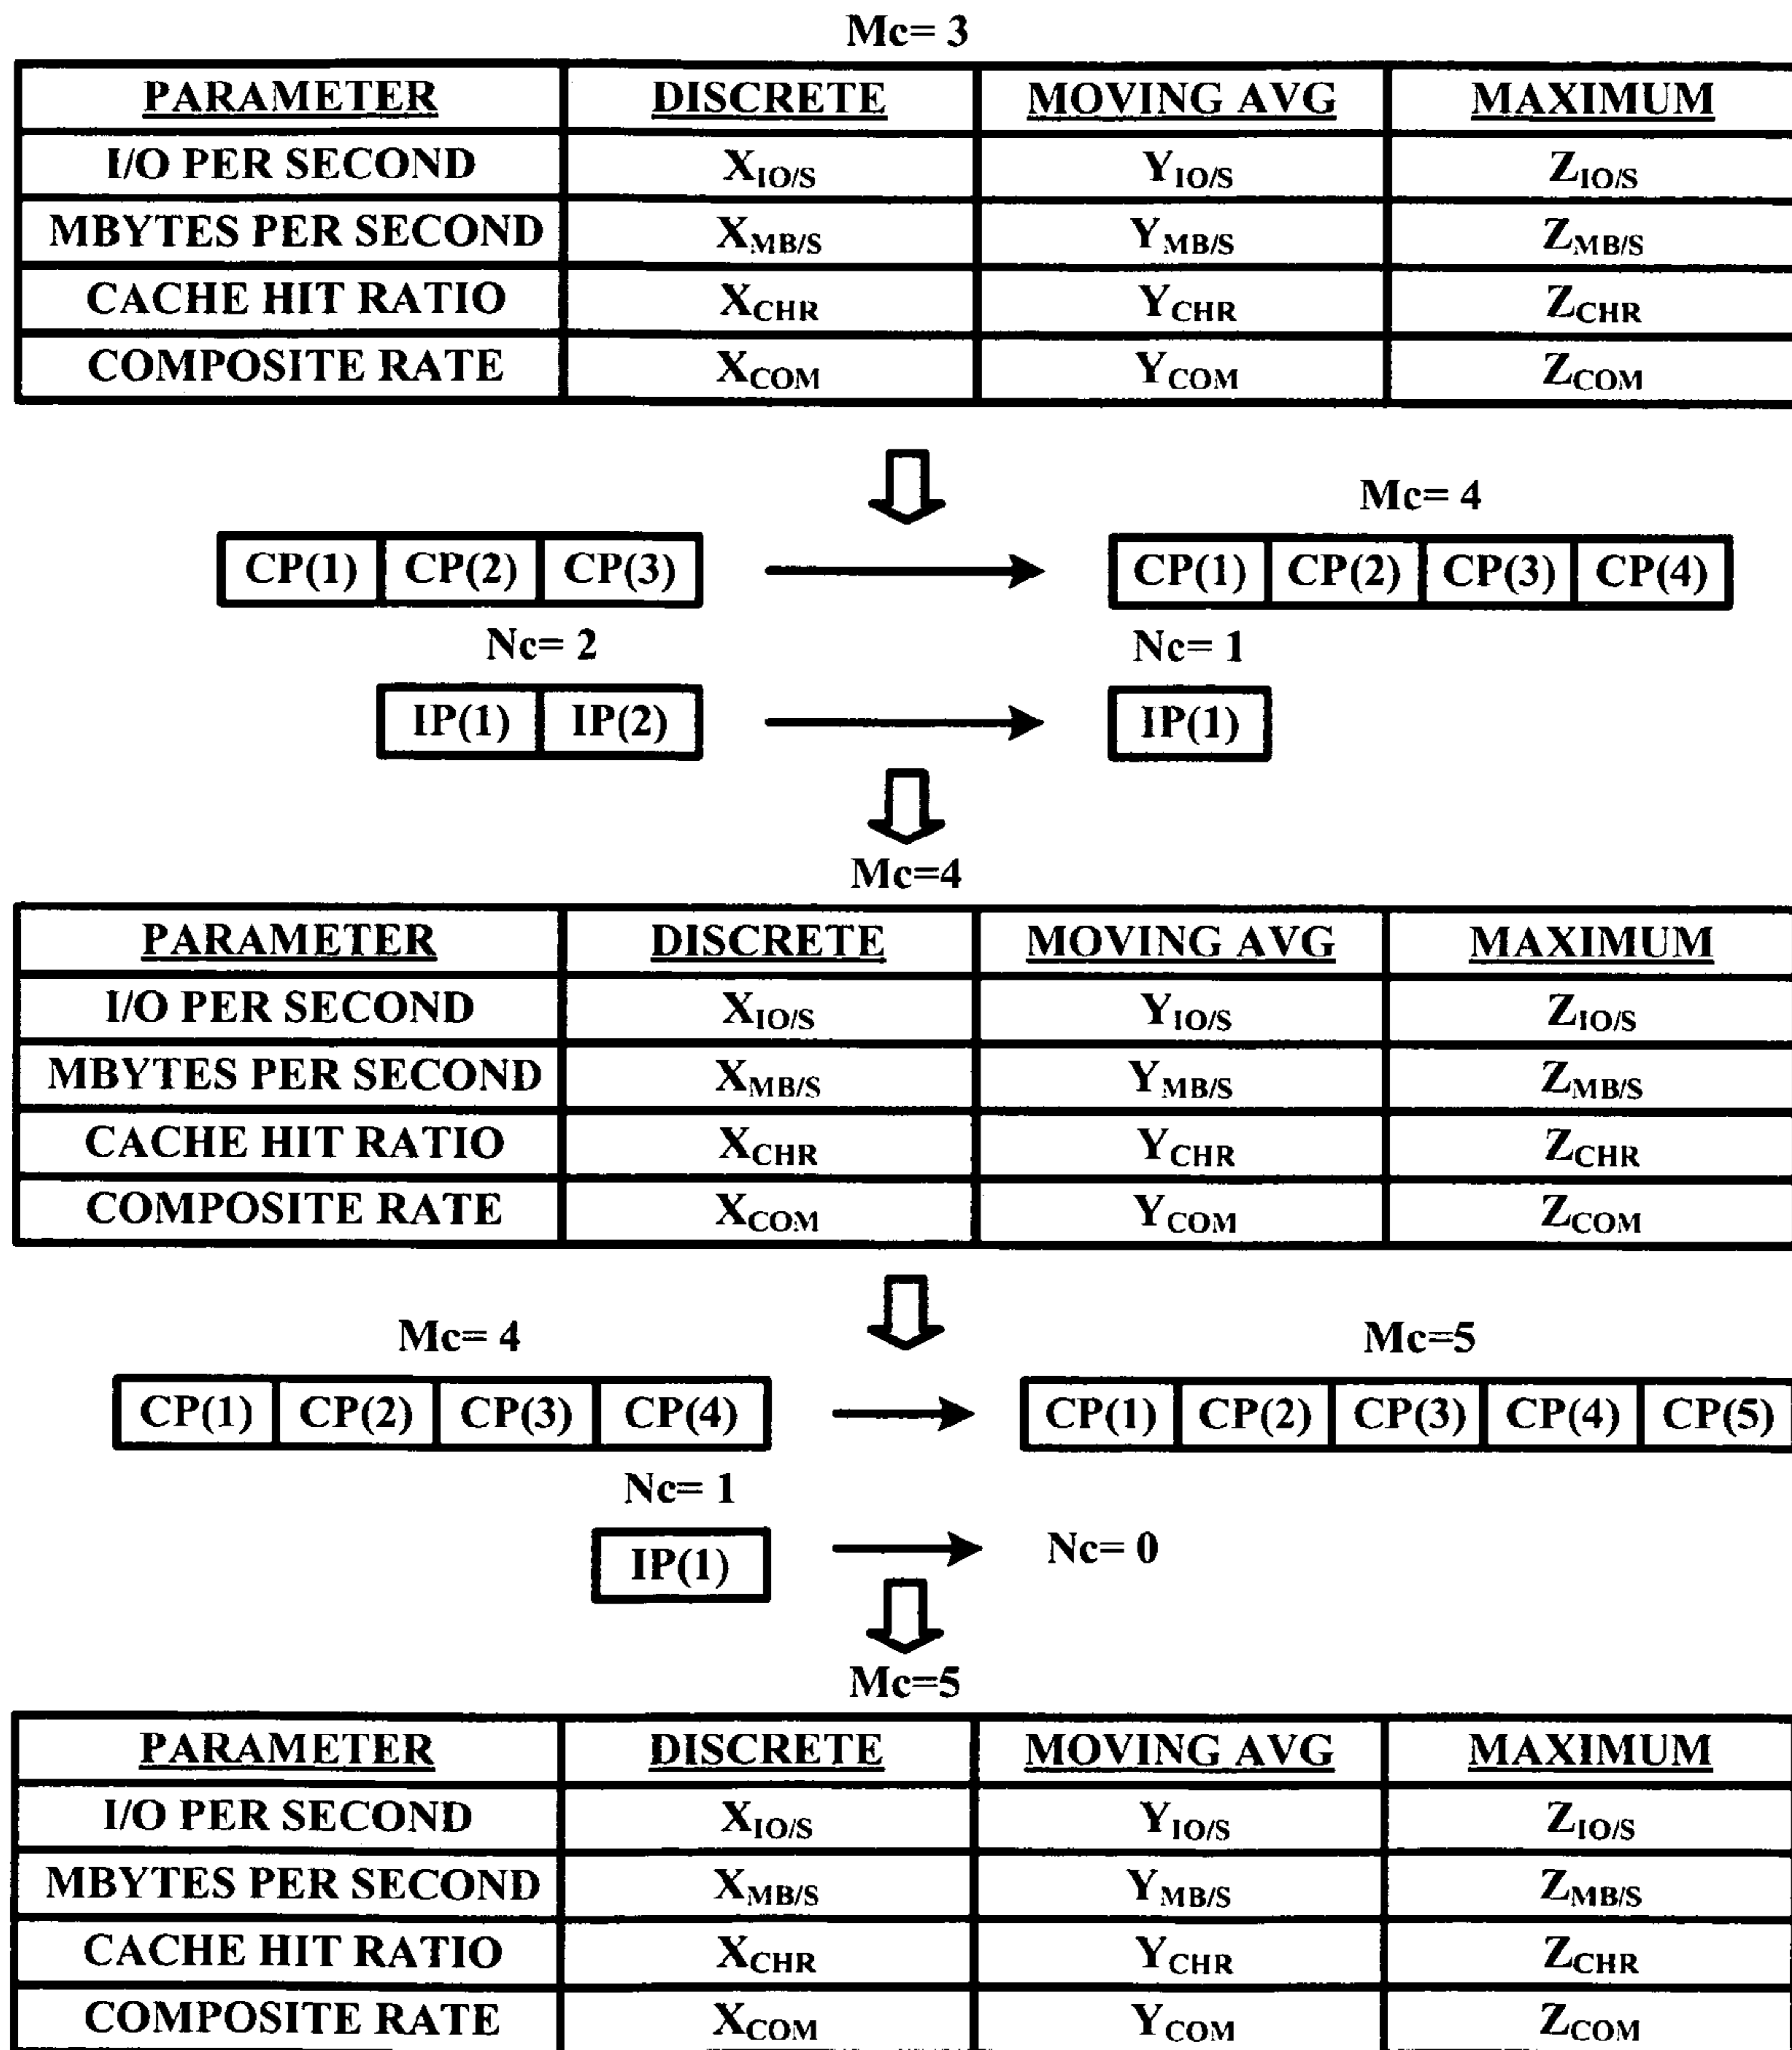 Mc= 3
PARAMETER DISCRETE MOVING AVG MAXIMUM
I/O PER SECOND XIO/S YIO/S ZIO/S
MBYTES PER SECOND XMB/S YMB/S ZMB/S
CACHE HIT RATIO XCHR YCHR ZCHR
COMPOSITE RATE XCOM YCOM ZCOM
Mc= 4
CP(1) CP(2) CP(3) CP(1) CP(2) CP(3) CP(4)
Nc= 2 Nc= 1
IP(1) IP(2) IP(1)
Mc=4
PARAMETER DISCRETE MOVING AVG MAXIMUM
I/O PER SECOND XIO/S YIO/S ZIO/S
MBYTES PER SECOND XMB/S YMB/S ZMB/S
CACHE HIT RATIO XCHR YCHR ZCHR
COMPOSITE RATE XCOM YCOM ZCOM
Mc= 4 Mc=5
CP(1) CP(2) CP(3) CP(4) CP(1) CP(2) CP(3) CP(4) CP(5)
Nc= 1
IP(1) Nc= 0
Mc=5
PARAMETER DISCRETE MOVING AVG MAXIMUM
I/O PER SECOND XIO/S YIO/S ZIO/S
MBYTES PER SECOND XMB/S YMB/S ZMB/S
CACHE HIT RATIO XCHR YCHR ZCHR
COMPOSITE RATE XCOM YCOM ZCOM